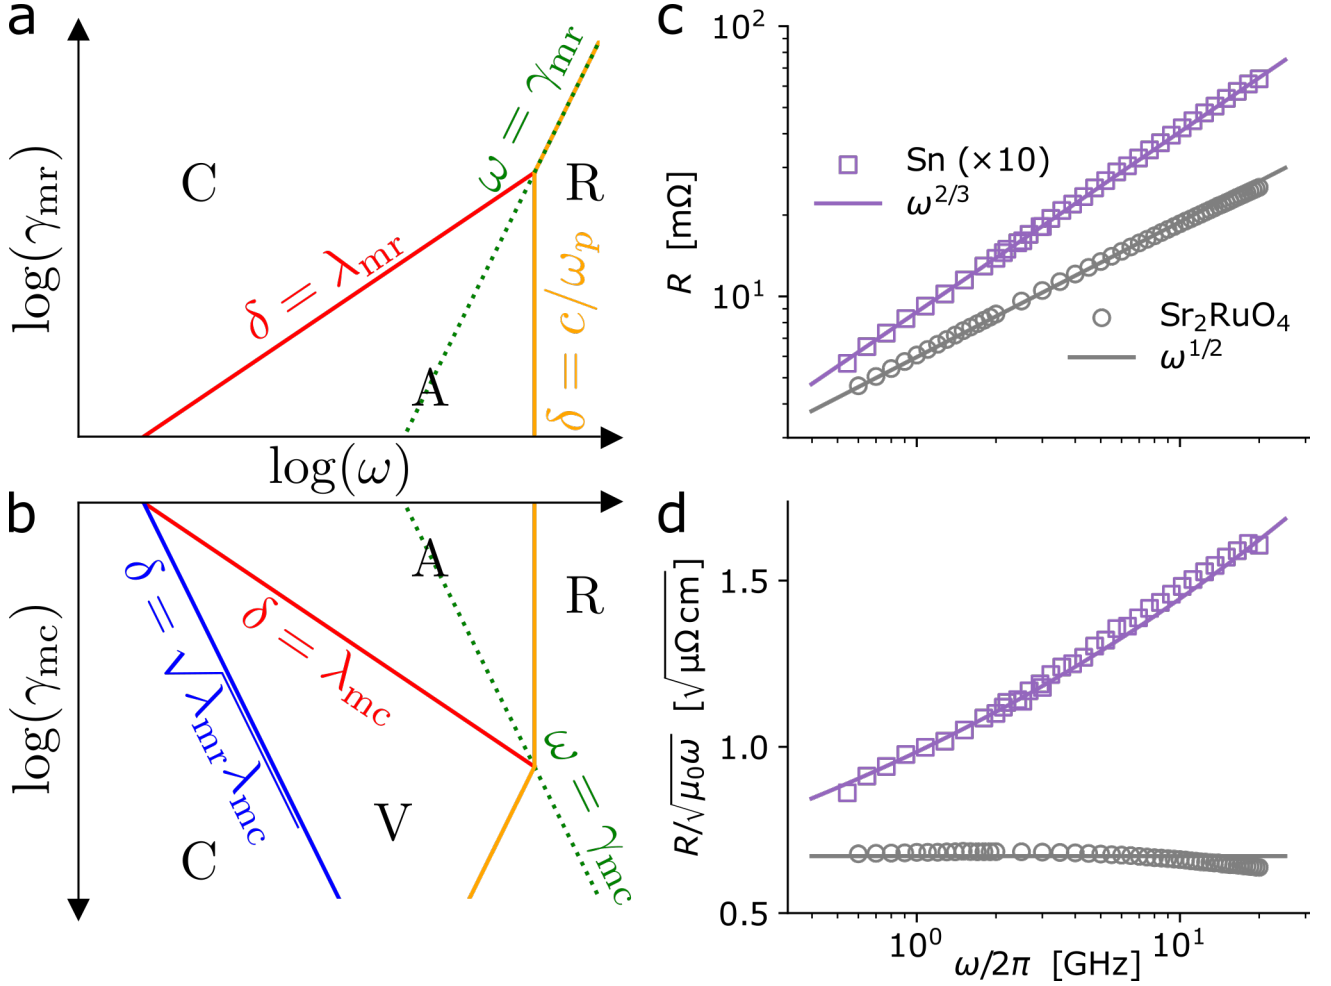 a
log(γmr)
C
δ = λmr
ω = γmr
R
δ = c/ωp
A
log(ω)
b
log(γmc)
δ = √λmrλmc
δ = λmc
A
R
ω = γmc
V
C
c
10²
10¹
R [mΩ]
Sn (×10)
ω^2/3
Sr₂RuO₄
ω^1/2
d
1.5
1.0
0.5
R/√μ₀ω [√μΩ cm]
10⁰
10¹
ω/2π [GHz]